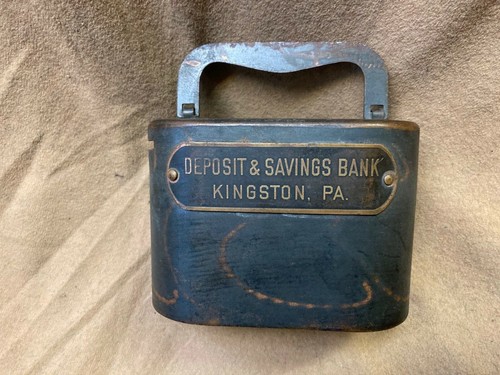 DEPOSIT & SAVINGS BANK
KINGSTON, PA.